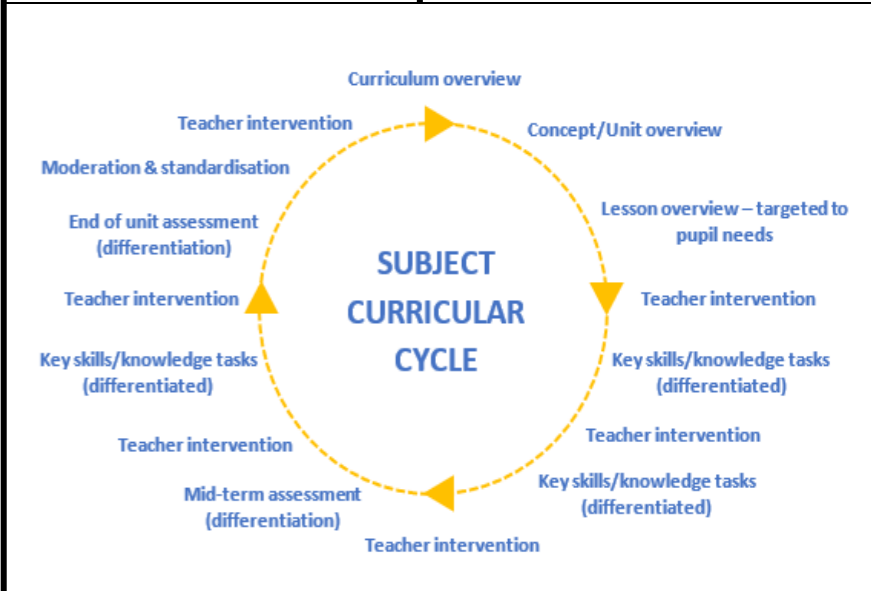 Curriculum overview
Concept/Unit overview
Lesson overview – targeted to
pupil needs
Teacher intervention
Key skills/knowledge tasks
(differentiated)
Teacher intervention
Key skills/knowledge tasks
(differentiated)
Teacher intervention
Mid-term assessment
(differentiation)
Teacher intervention
Key skills/knowledge tasks
(differentiated)
Teacher intervention
End of unit assessment
(differentiation)
Moderation & standardisation
Teacher intervention
SUBJECT
CURRICULAR
CYCLE